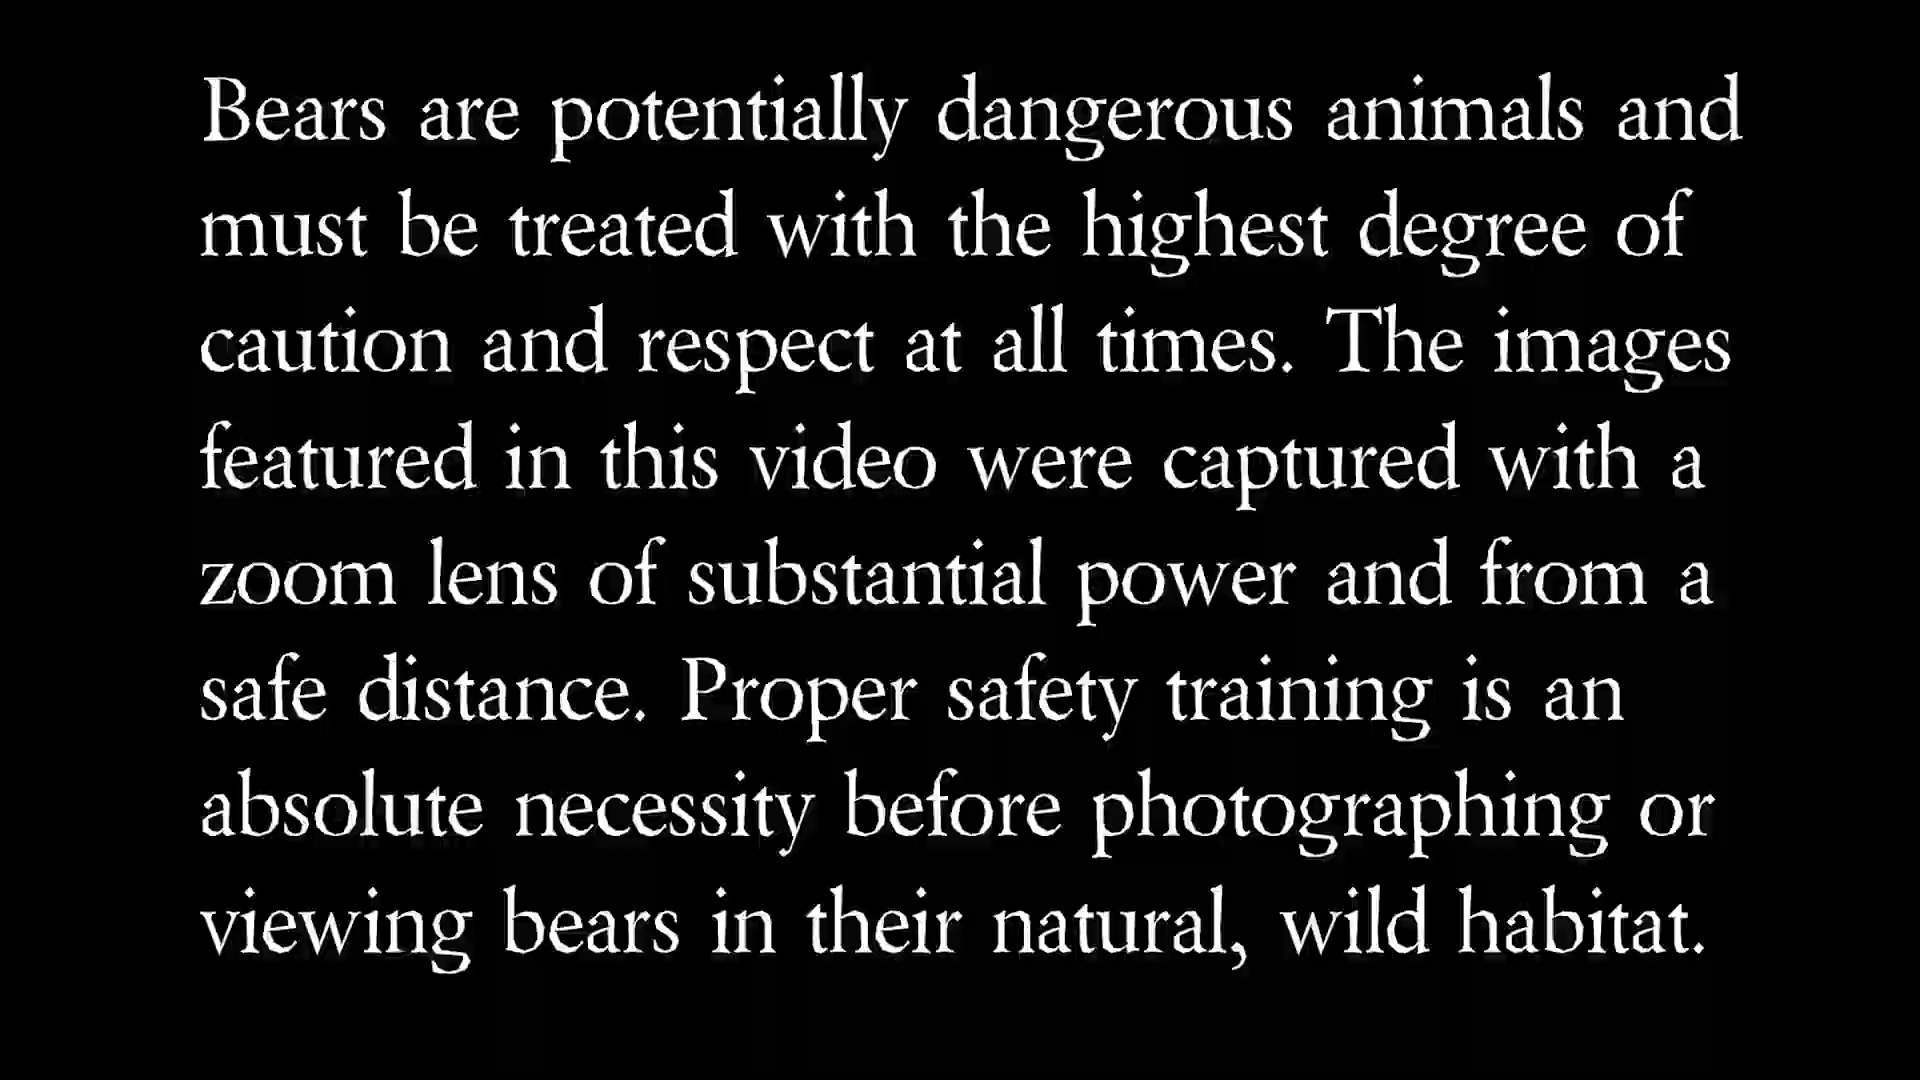 Bears are potentially dangerous animals and
must be treated with the highest degree of
caution and respect at all times. The images
featured in this video were captured with a
zoom lens of substantial power and from a
safe distance. Proper safety training is an
absolute necessity before photographing or
viewing bears in their natural, wild habitat.